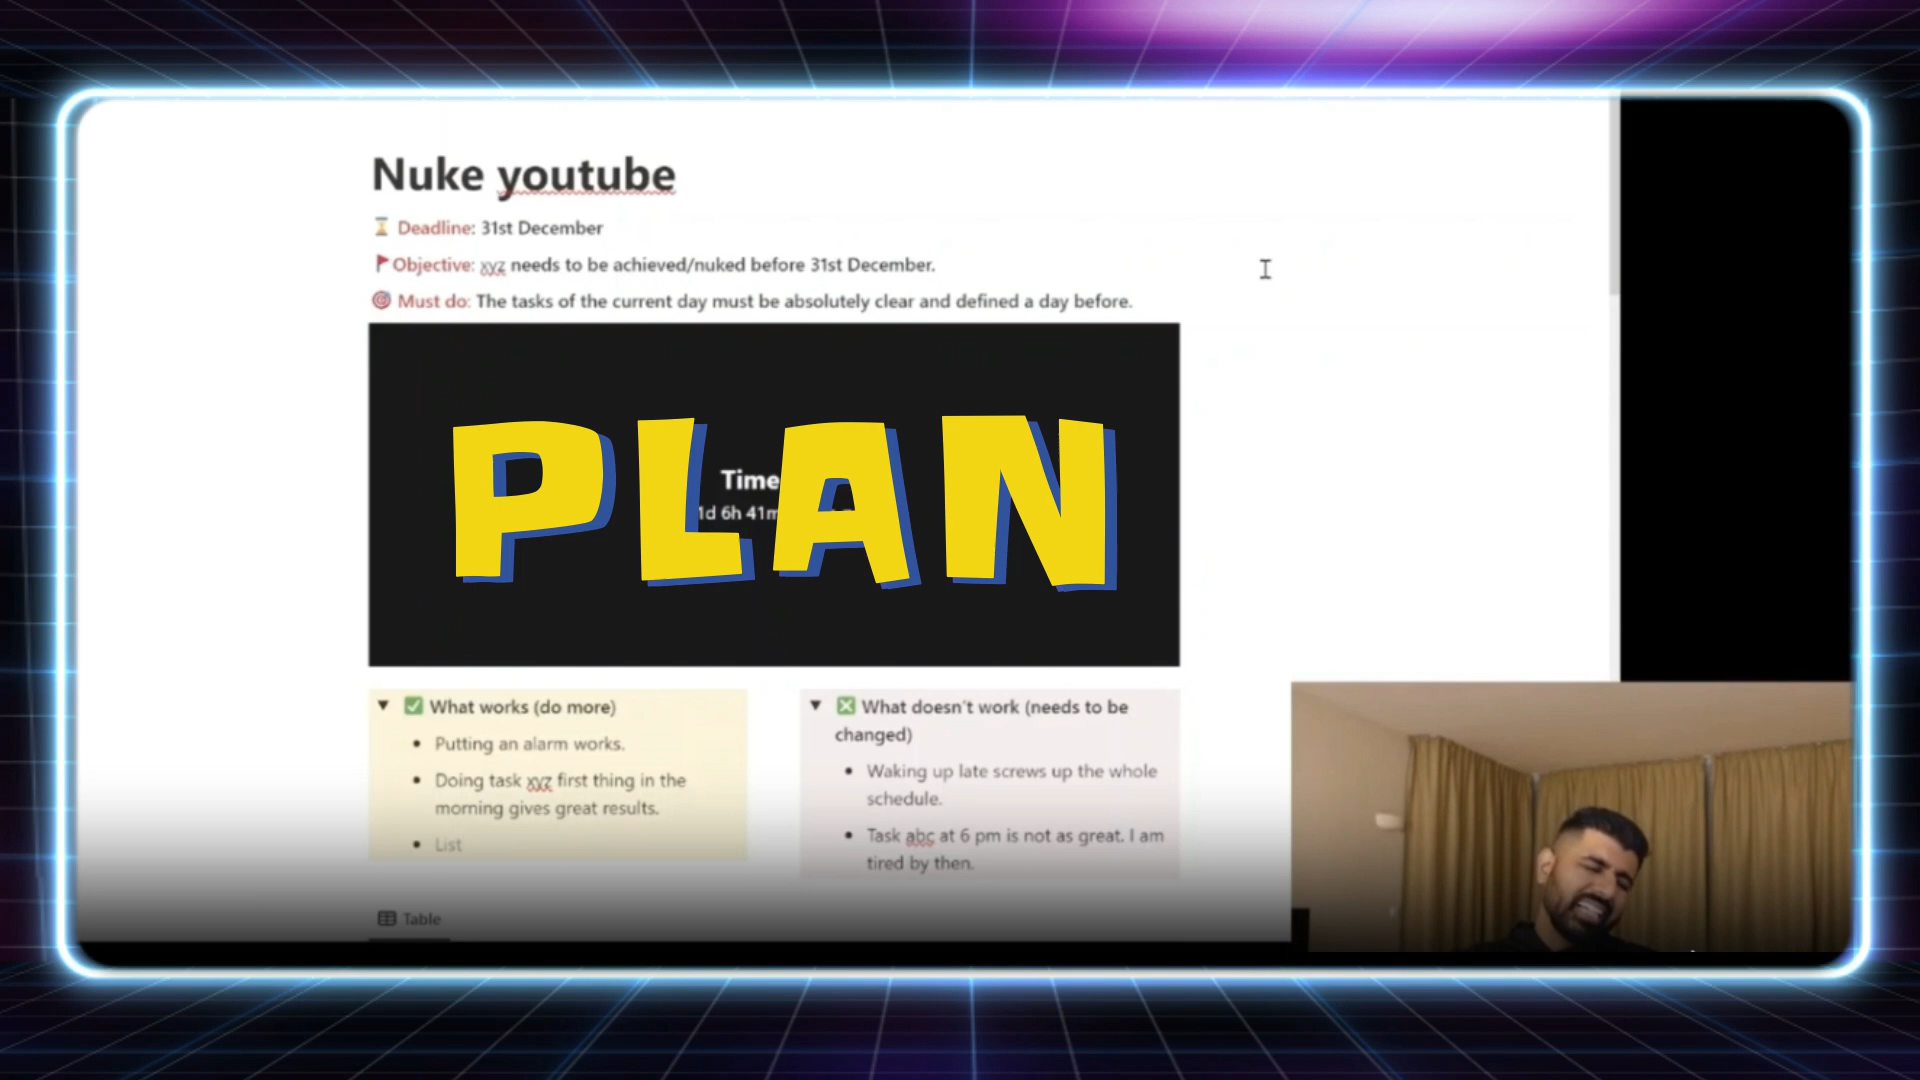 Nuke youtube
⌛ Deadline: 31st December
🚩 Objective: xyz needs to be achieved/nuked before 31st December.
🎯 Must do: The tasks of the current day must be absolutely clear and defined a day before.
PLAN
Time
1d 6h 41m
▼ ✅ What works (do more)
• Putting an alarm works.
• Doing task xyz first thing in the
morning gives great results.
• List
▼ ❎ What doesn't work (needs to be
changed)
• Waking up late screws up the whole
schedule.
• Task abc at 6 pm is not as great. I am
tired by then.
Table